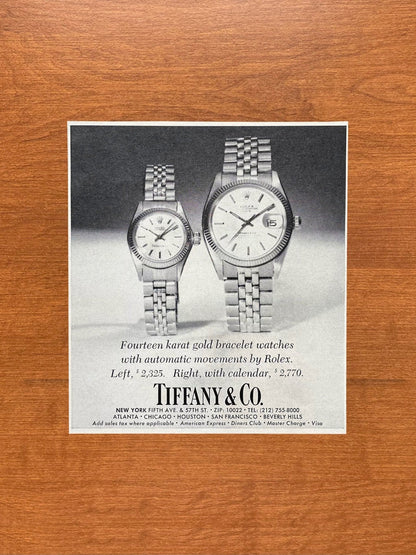 ROLEX
Fourteen karat gold bracelet watches
with automatic movements by Rolex.
Left, $2,325. Right, with calendar, $2,770.
TIFFANY & CO.
NEW YORK FIFTH AVE. & 57TH ST. • ZIP: 10022 • TEL: (212) 755-8000
ATLANTA • CHICAGO • HOUSTON • SAN FRANCISCO • BEVERLY HILLS
Add sales tax where applicable • American Express • Diners Club • Master Charge • Visa